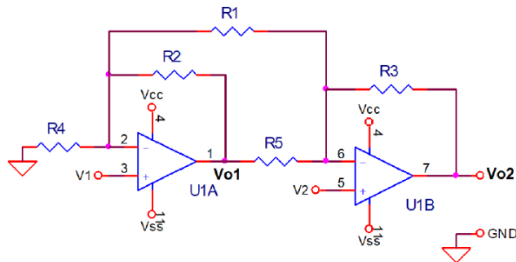 R1
R2
R3
Vcc
Vcc
4
4
R4
2
1
R5
6
7
V1
3
Vo1
V2
5
Vo2
U1A
U1B
11
Vss
11
Vss
GND